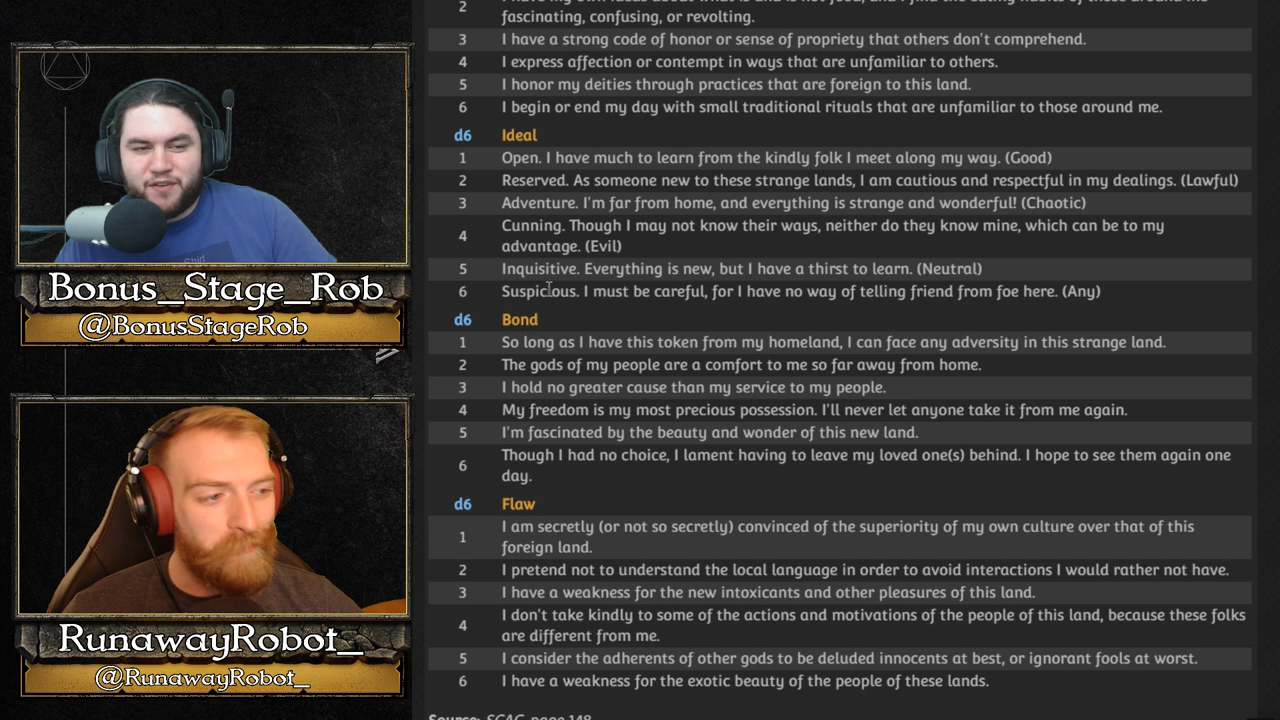 2
fascinating, confusing, or revolting.
3 I have a strong code of honor or sense of propriety that others don't comprehend.
4 I express affection or contempt in ways that are unfamiliar to others.
5 I honor my deities through practices that are foreign to this land.
6 I begin or end my day with small traditional rituals that are unfamiliar to those around me.
d6 Ideal
1 Open. I have much to learn from the kindly folk I meet along my way. (Good)
2 Reserved. As someone new to these strange lands, I am cautious and respectful in my dealings. (Lawful)
3 Adventure. I'm far from home, and everything is strange and wonderful! (Chaotic)
4 Cunning. Though I may not know their ways, neither do they know mine, which can be to my
advantage. (Evil)
5 Inquisitive. Everything is new, but I have a thirst to learn. (Neutral)
6 Suspicious. I must be careful, for I have no way of telling friend from foe here. (Any)
d6 Bond
1 So long as I have this token from my homeland, I can face any adversity in this strange land.
2 The gods of my people are a comfort to me so far away from home.
3 I hold no greater cause than my service to my people.
4 My freedom is my most precious possession. I'll never let anyone take it from me again.
5 I'm fascinated by the beauty and wonder of this new land.
6 Though I had no choice, I lament having to leave my loved one(s) behind. I hope to see them again one
day.
d6 Flaw
1 I am secretly (or not so secretly) convinced of the superiority of my own culture over that of this
foreign land.
2 I pretend not to understand the local language in order to avoid interactions I would rather not have.
3 I have a weakness for the new intoxicants and other pleasures of this land.
4 I don't take kindly to some of the actions and motivations of the people of this land, because these folks
are different from me.
5 I consider the adherents of other gods to be deluded innocents at best, or ignorant fools at worst.
6 I have a weakness for the exotic beauty of the people of these lands.
Source: SCAG, page 148
Bonus_Stage_Rob
@BonusStageRob
RunawayRobot_
@RunawayRobot_